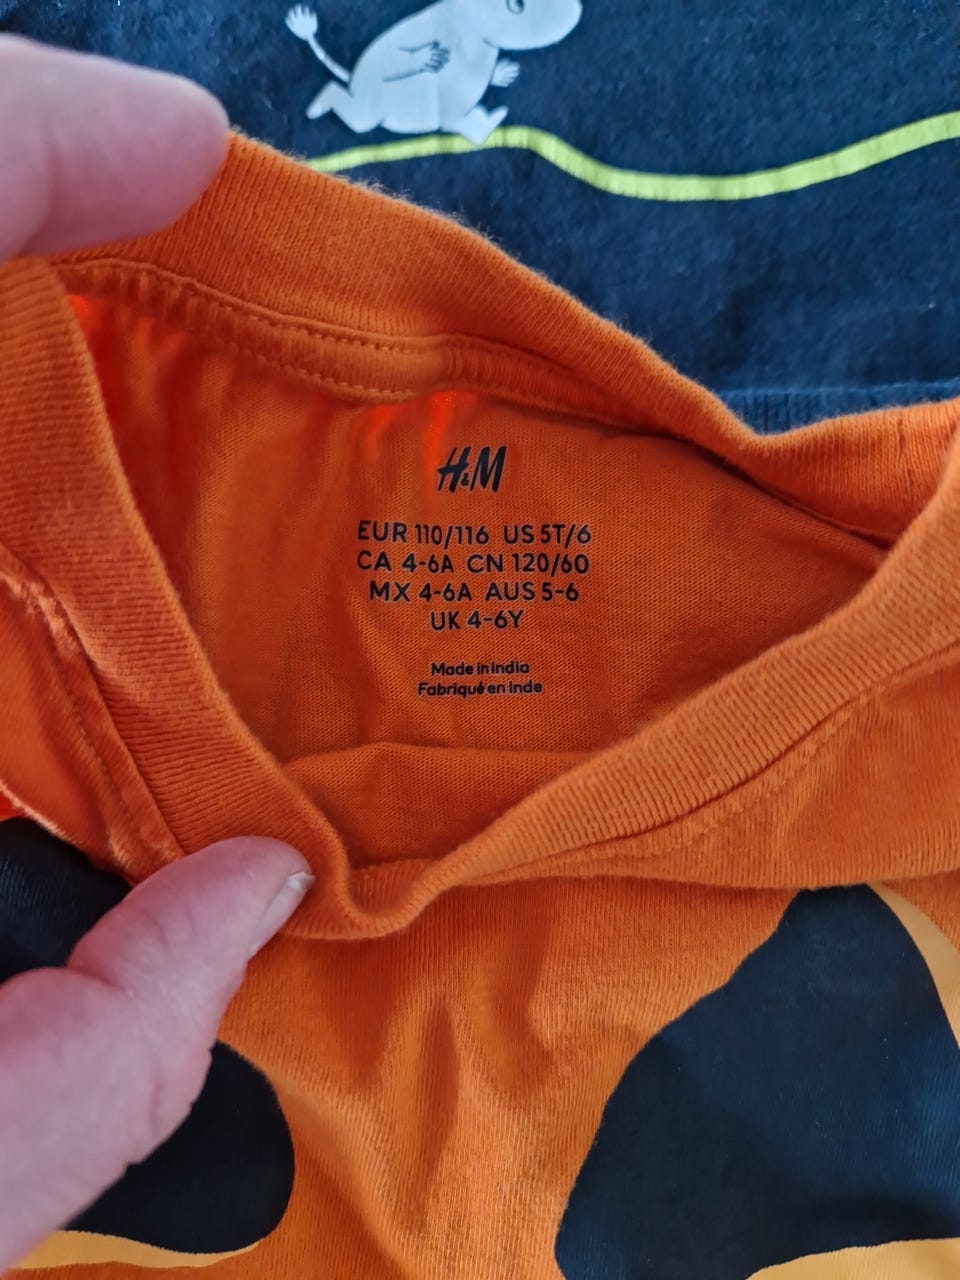 H&M
EUR 110/116 US 5T/6
CA 4-6A CN 120/60
MX 4-6A AUS 5-6
UK 4-6Y
Made in India
Fabriqué en Inde